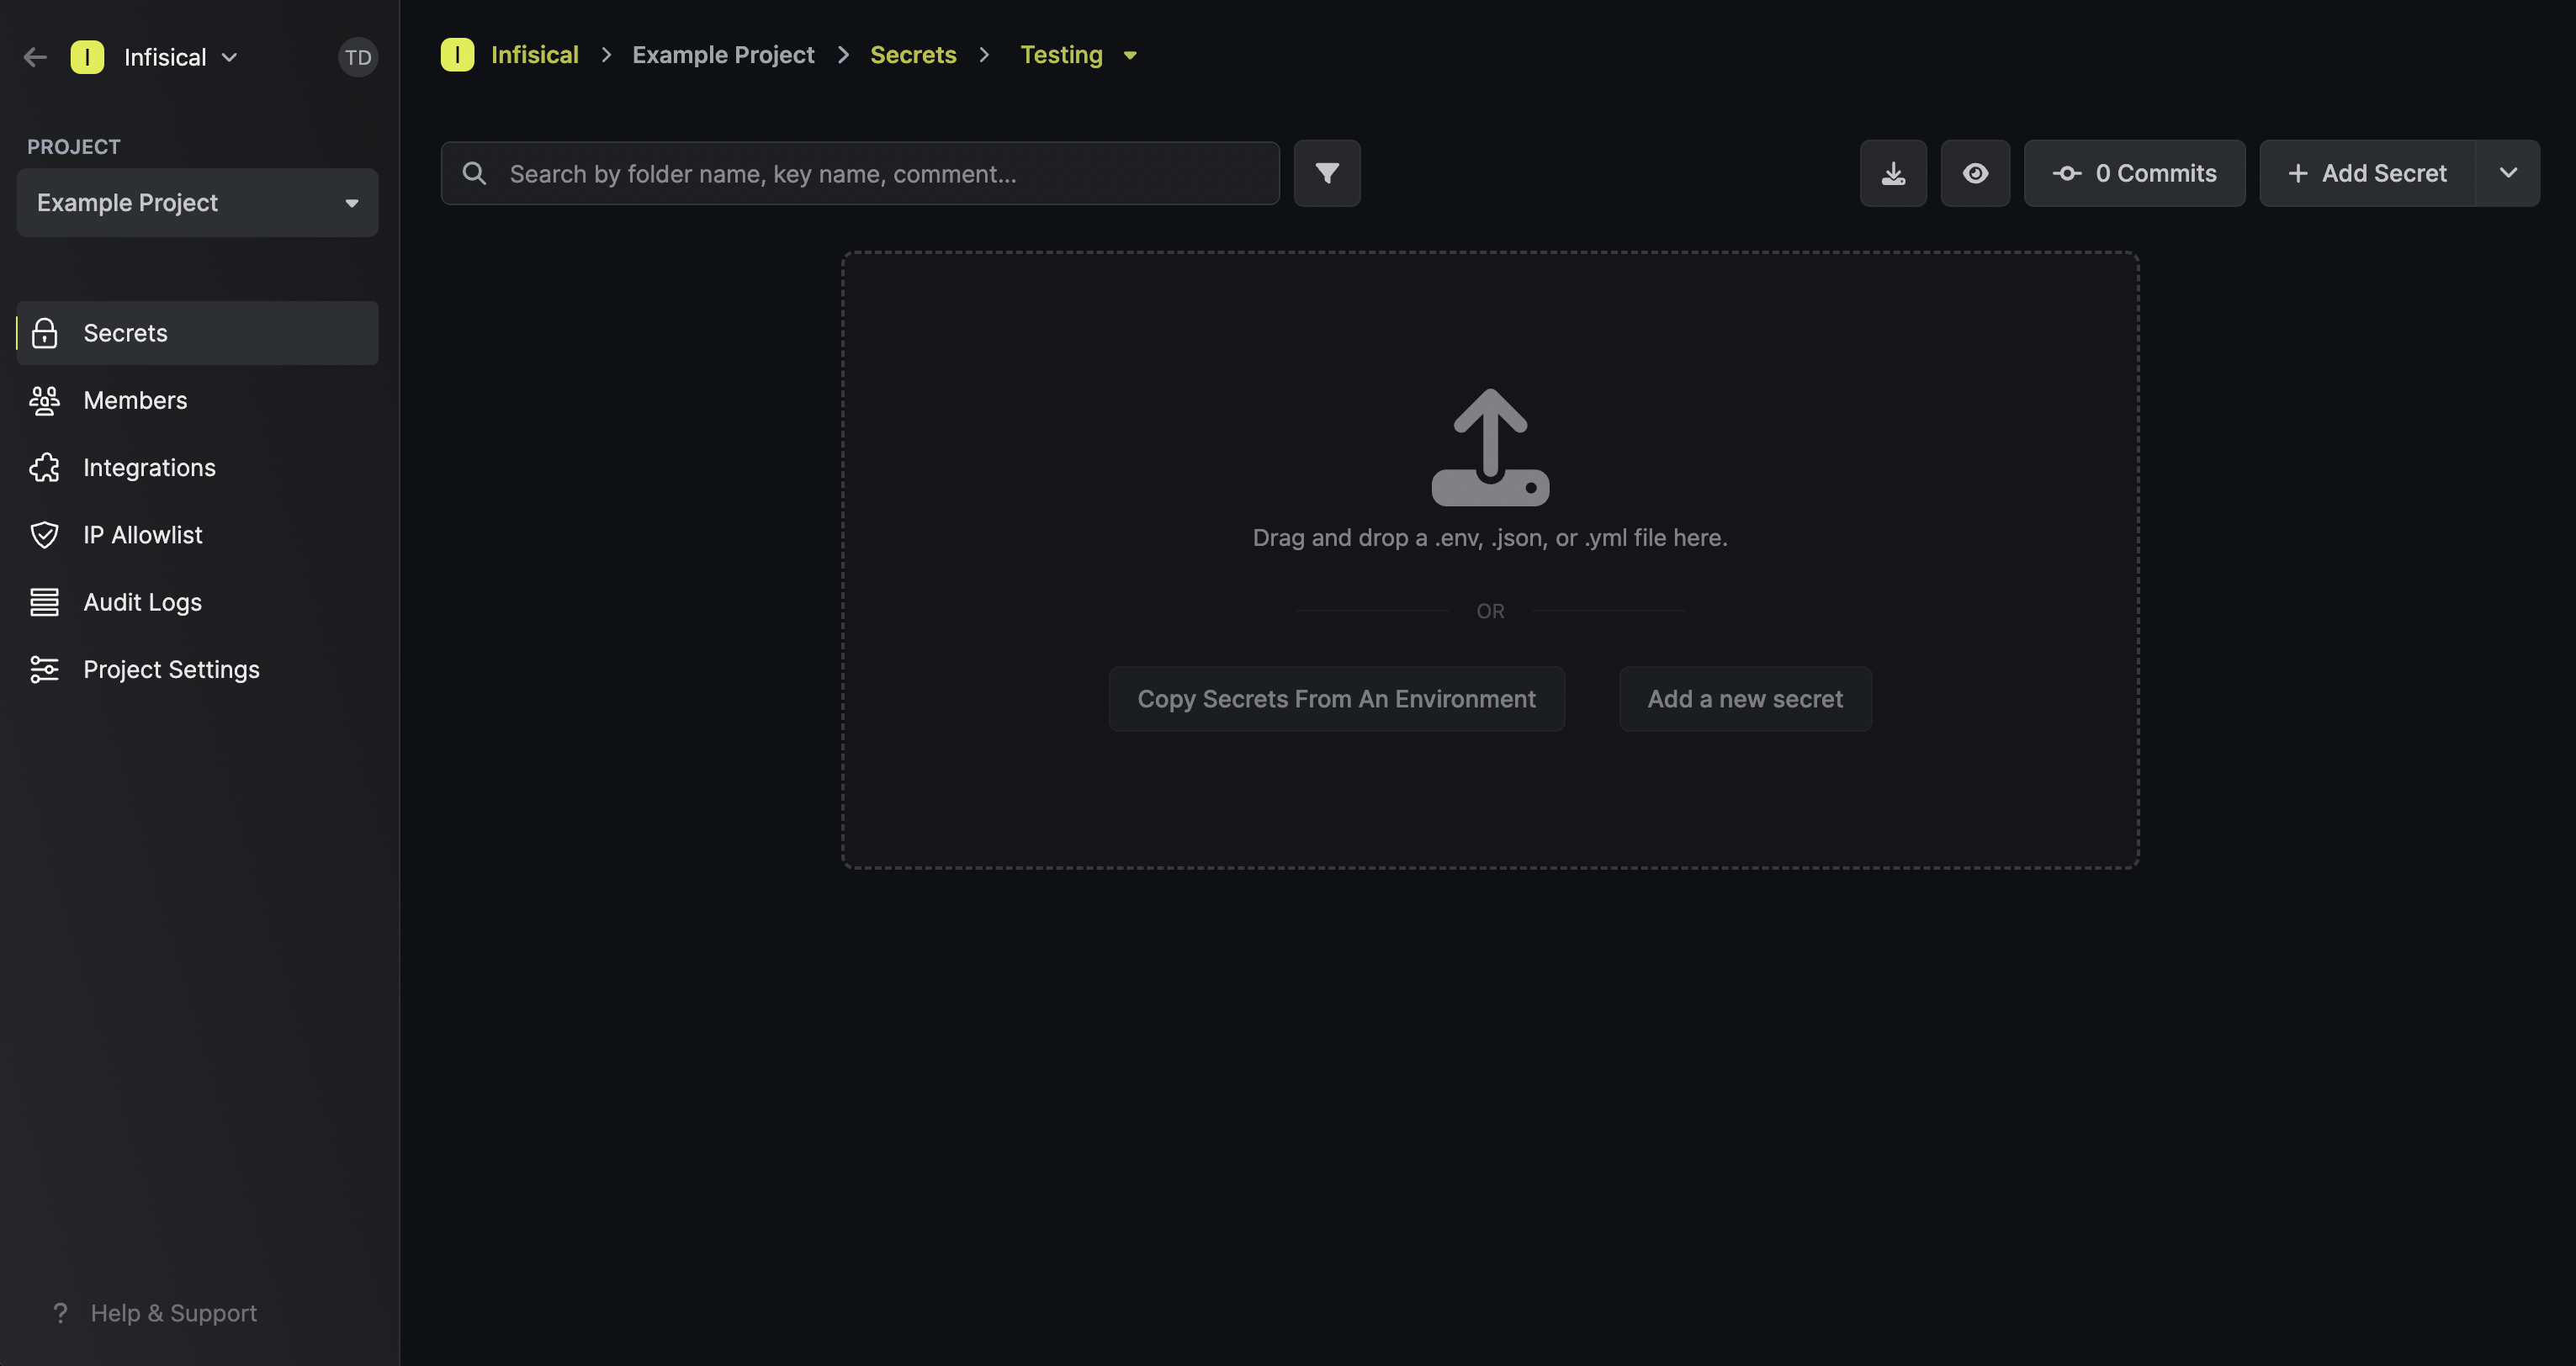 I Infisical TD
PROJECT
Example Project
Secrets
Members
Integrations
IP Allowlist
Audit Logs
Project Settings
? Help & Support
I Infisical > Example Project > Secrets > Testing
Search by folder name, key name, comment...
0 Commits
+ Add Secret
Drag and drop a .env, .json, or .yml file here.
OR
Copy Secrets From An Environment
Add a new secret